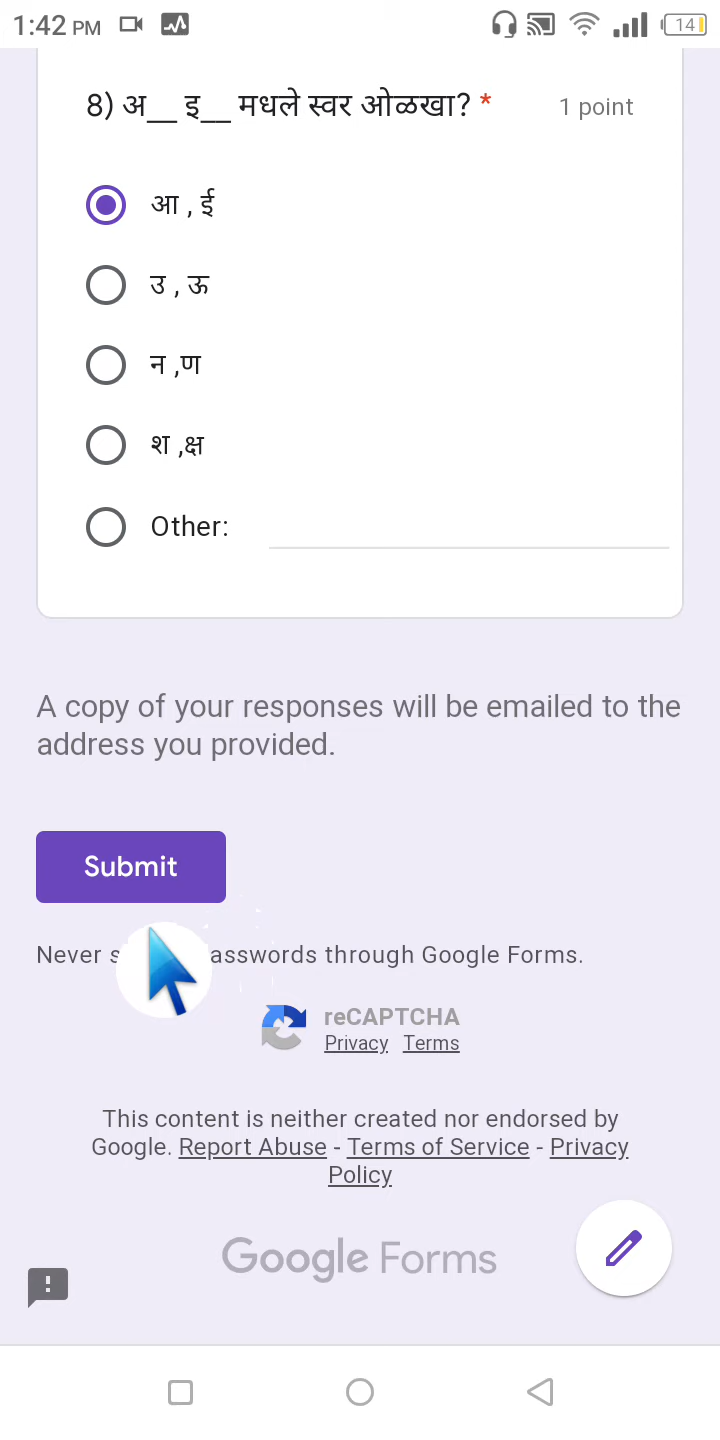 1:42 PM
14
8) अ__ इ__ मधले स्वर ओळखा? *
1 point
आ , ई
उ , ऊ
न ,ण
श ,क्ष
Other:
A copy of your responses will be emailed to the
address you provided.
Submit
Never asswords through Google Forms.
reCAPTCHA
Privacy Terms
This content is neither created nor endorsed by
Google. Report Abuse - Terms of Service - Privacy
Policy
Google Forms